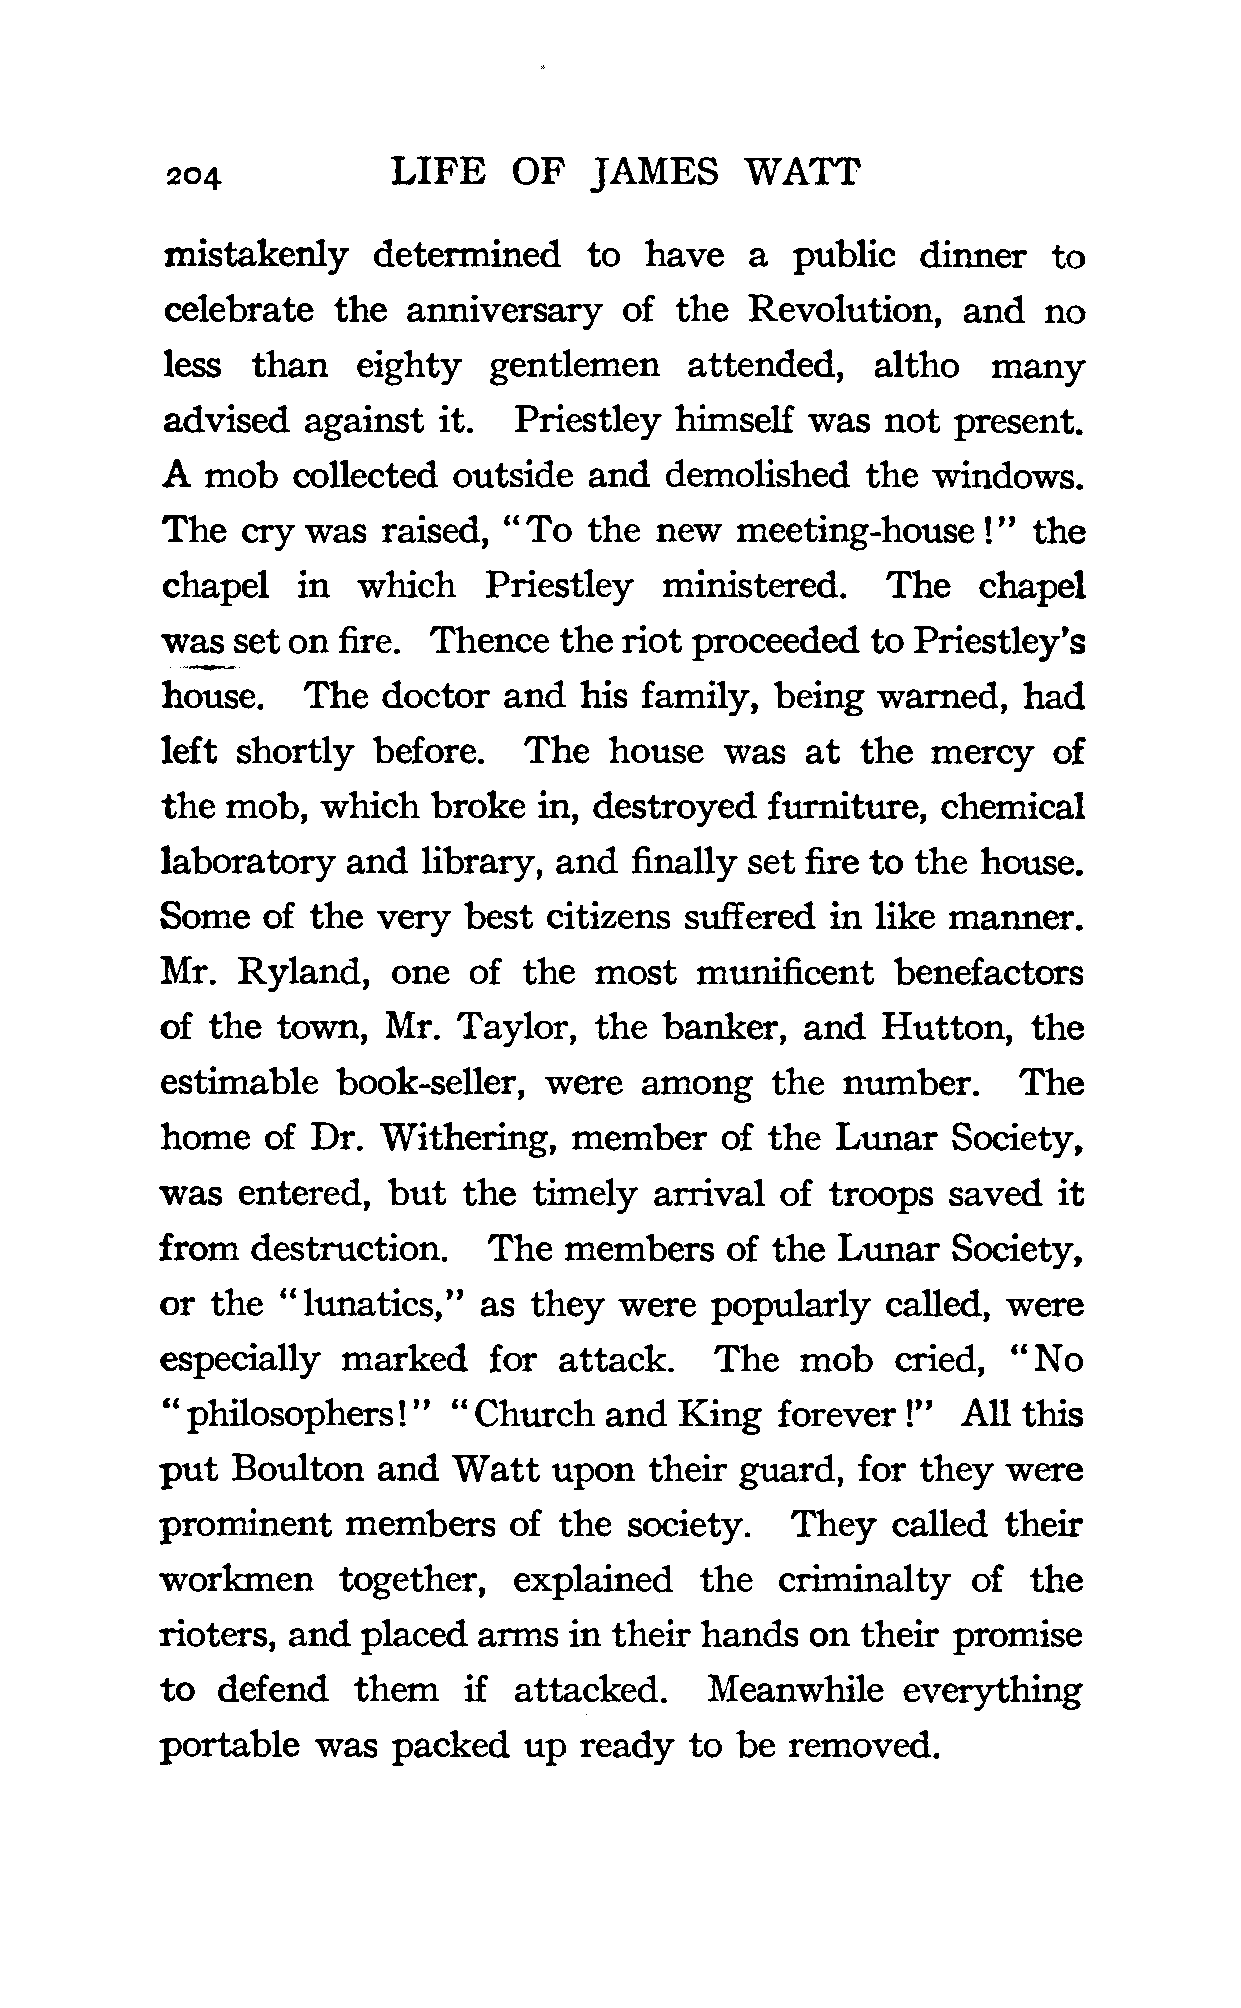 204 LIFE OF JAMES WATT
mistakenly determined to have a public dinner to
celebrate the anniversary of the Revolution, and no
less than eighty gentlemen attended, altho many
advised against it. Priestley himself was not present.
A mob collected outside and demolished the windows.
The cry was raised, "To the new meeting-house!" the
chapel in which Priestley ministered. The chapel
was set on fire. Thence the riot proceeded to Priestley's
house. The doctor and his family, being warned, had
left shortly before. The house was at the mercy of
the mob, which broke in, destroyed furniture, chemical
laboratory and library, and finally set fire to the house.
Some of the very best citizens suffered in like manner.
Mr. Ryland, one of the most munificent benefactors
of the town, Mr. Taylor, the banker, and Hutton, the
estimable book-seller, were among the number. The
home of Dr. Withering, member of the Lunar Society,
was entered, but the timely arrival of troops saved it
from destruction. The members of the Lunar Society,
or the "lunatics," as they were popularly called, were
especially marked for attack. The mob cried, "No
"philosophers!" "Church and King forever!" All this
put Boulton and Watt upon their guard, for they were
prominent members of the society. They called their
workmen together, explained the criminalty of the
rioters, and placed arms in their hands on their promise
to defend them if attacked. Meanwhile everything
portable was packed up ready to be removed.